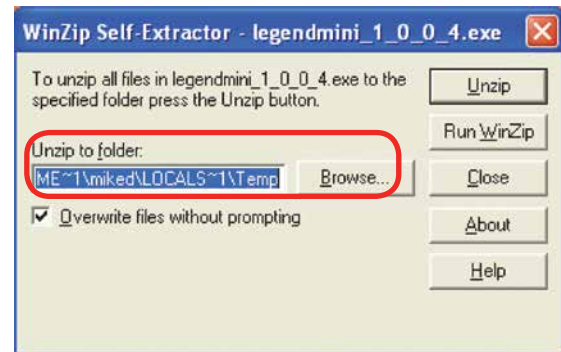 WinZip Self-Extractor - legendmini_1_0_0_4.exe
To unzip all files in legendmini_1_0_0_4.exe to the
specified folder press the Unzip button.
Unzip to folder:
ME~1\miked\LOCALS~1\Temp
Browse...
Overwrite files without prompting
Unzip
Run WinZip
Close
About
Help